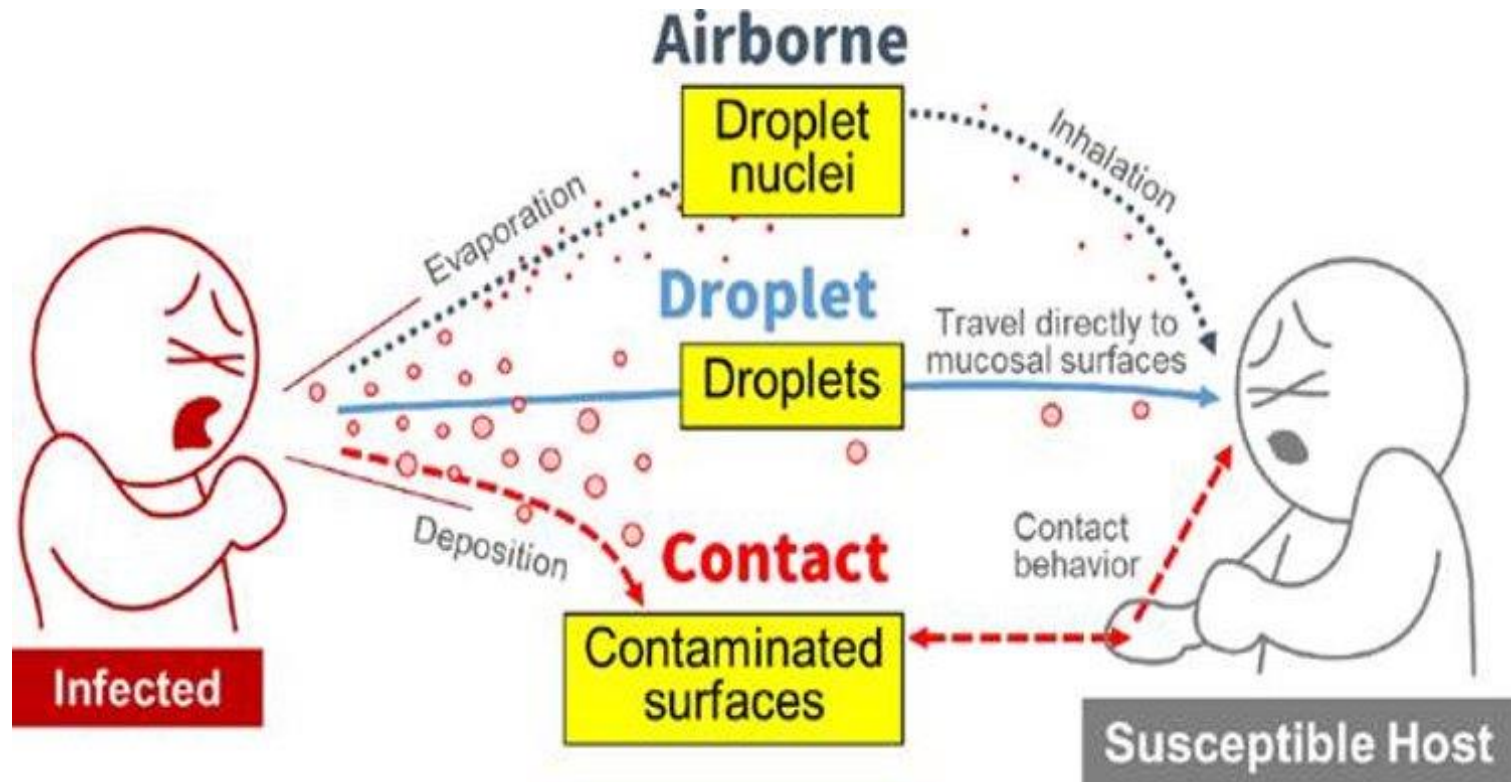 Airborne
Droplet
nuclei
Inhalation
Evaporation
Droplet
Droplets
Travel directly to
mucosal surfaces
Deposition
Contact
Contact
behavior
Contaminated
surfaces
Infected
Susceptible Host